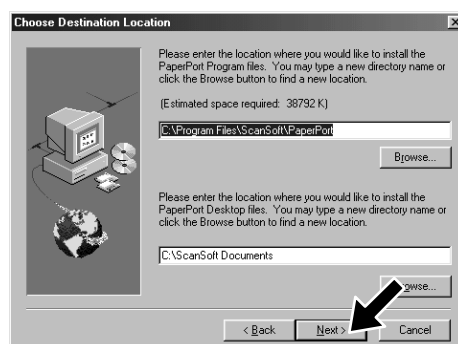 Choose Destination Location
Please enter the location where you would like to install the
PaperPort Program files. You may type a new directory name or
click the Browse button to find a new location.
(Estimated space required: 38792 K)
C:\Program Files\ScanSoft\PaperPort
Browse...
Please enter the location where you would like to install the
PaperPort Desktop files. You may type a new directory name or
click the Browse button to find a new location.
C:\ScanSoft Documents
owse...
< Back Next > Cancel